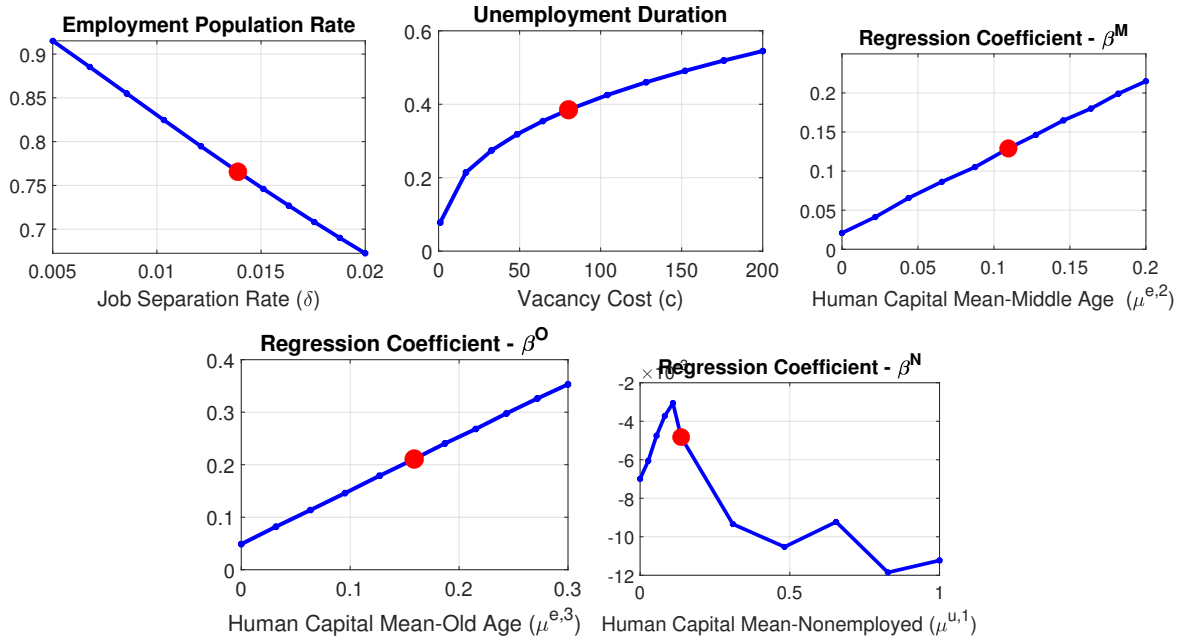 Employment Population Rate
0.9
0.85
0.8
0.75
0.7
0.005 0.01 0.015 0.02
Job Separation Rate (δ)
Unemployment Duration
0.6
0.4
0.2
0
0 50 100 150 200
Vacancy Cost (c)
Regression Coefficient - β^M
0.2
0.15
0.1
0.05
0
0 0.05 0.10 0.15 0.2
Human Capital Mean-Middle Age (μ^e,2)
Regression Coefficient - β^O
0.4
0.3
0.2
0.1
0
0 0.1 0.2 0.3
Human Capital Mean-Old Age (μ^e,3)
Regression Coefficient - β^N
×10^-3
-2
-4
-6
-8
-10
-12
0 0.5 1
Human Capital Mean-Nonemployed (μ^u,1)